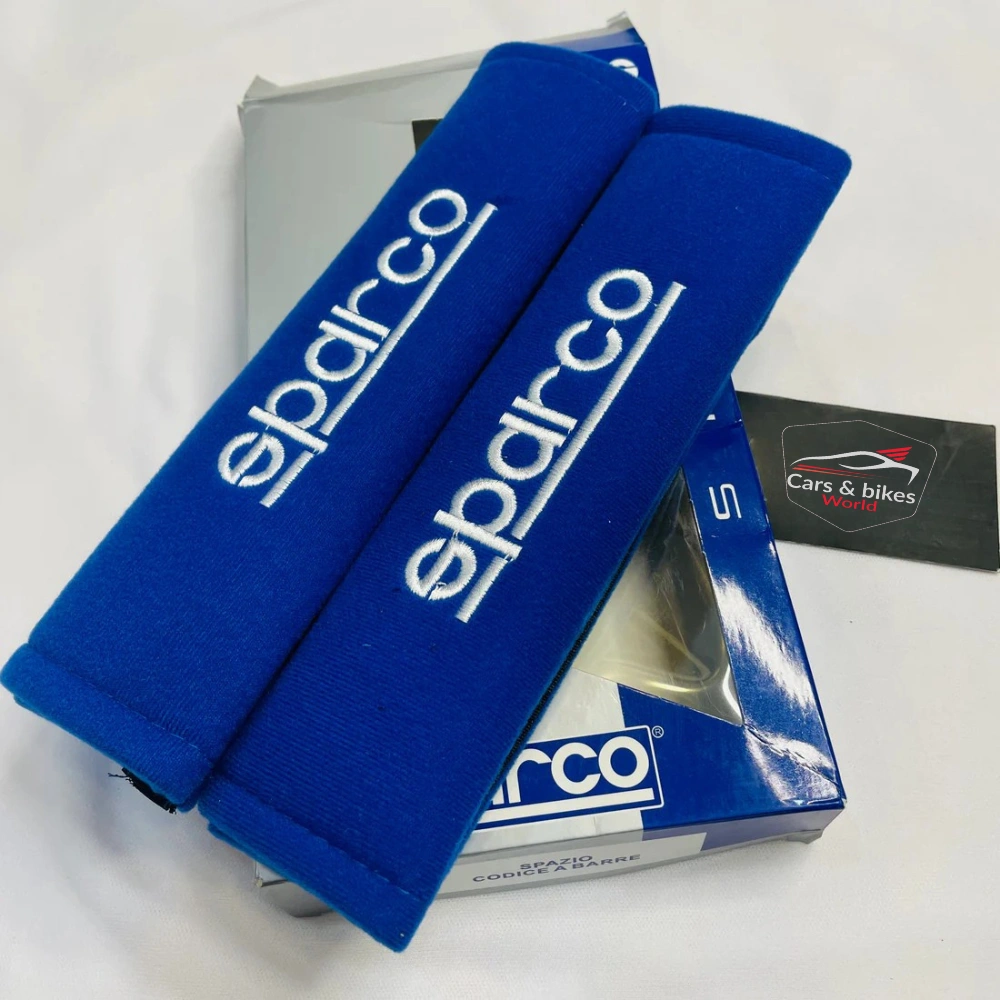 sparco
sparco
S
Cars & bikes
World
arco®
SPAZIO
CODICE A BARRE